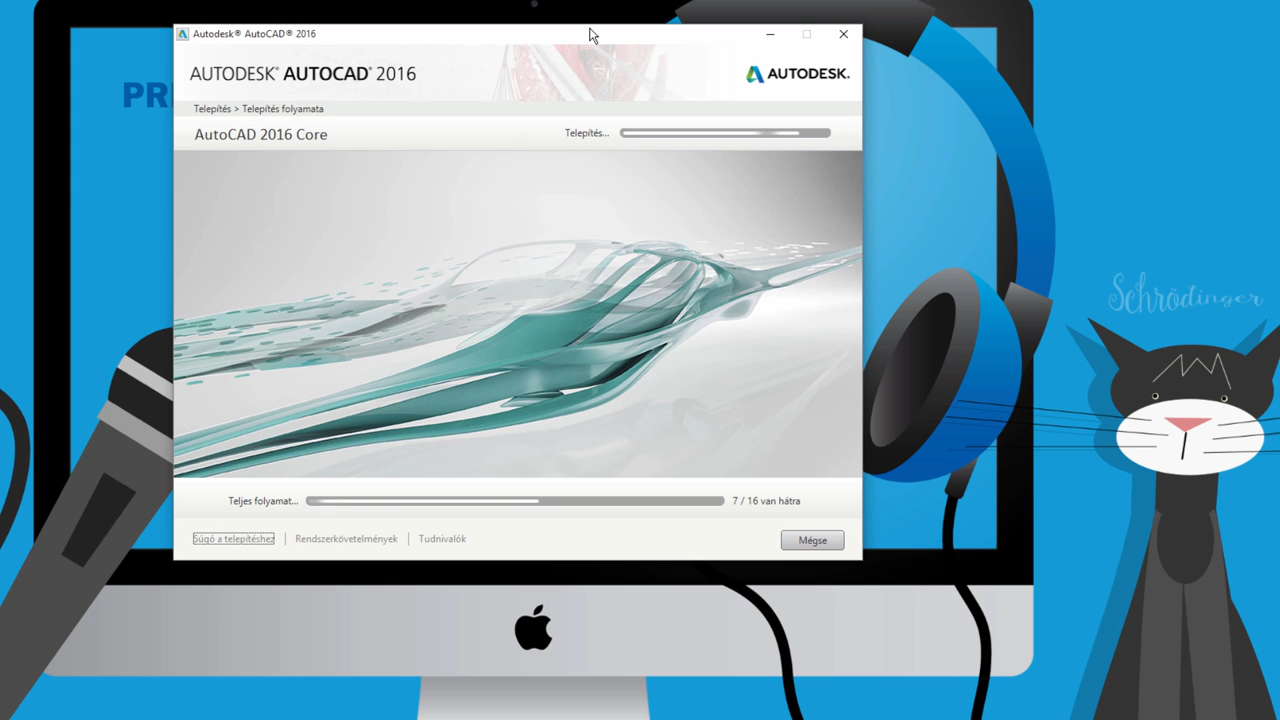 Autodesk® AutoCAD® 2016
AUTODESK® AUTOCAD® 2016
AUTODESK.
PRI
Telepítés > Telepítés folyamata
AutoCAD 2016 Core
Telepítés...
Schrödinger
Teljes folyamat...
7 / 16 van hátra
Súgó a telepítéshez
Rendszerkövetelmények
Tudnivalók
Mégse